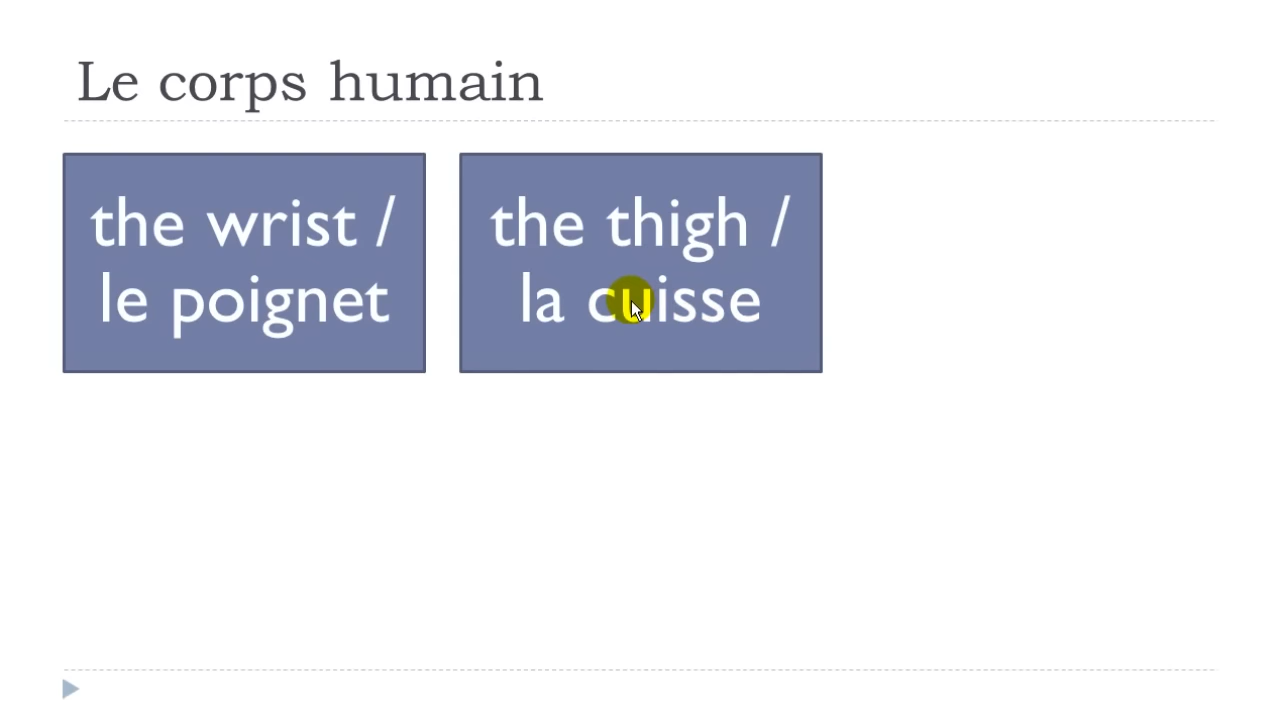 Le corps humain
the wrist /
le poignet
the thigh /
la cuisse